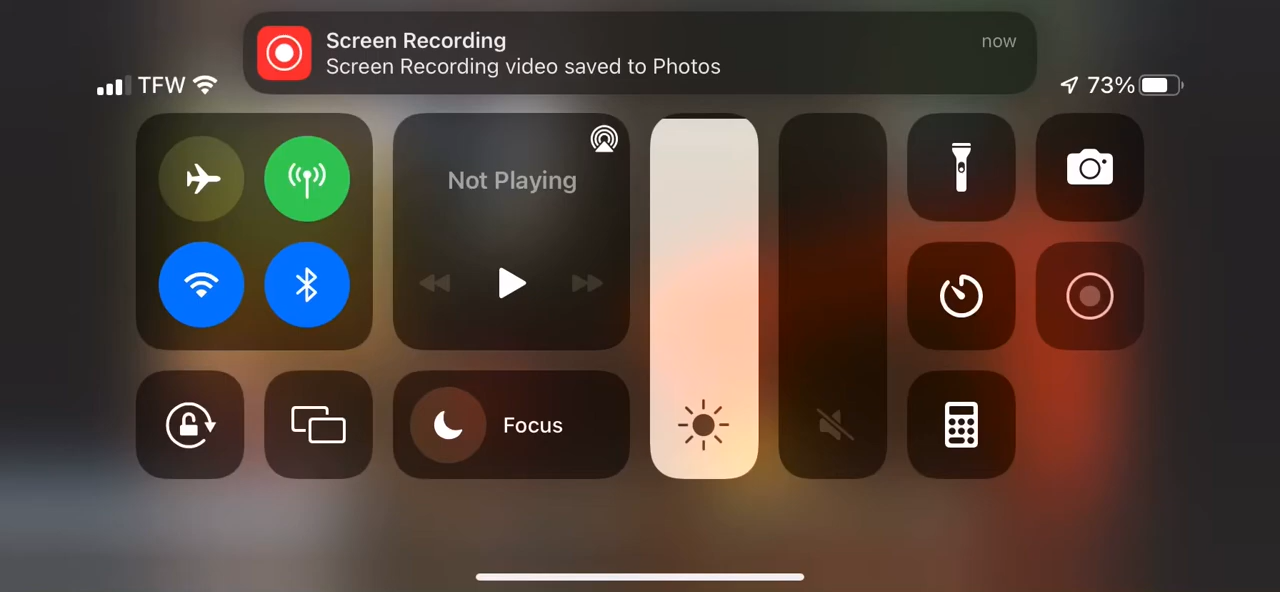 Screen Recording
now
Screen Recording video saved to Photos
TFW
73%
Not Playing
Focus